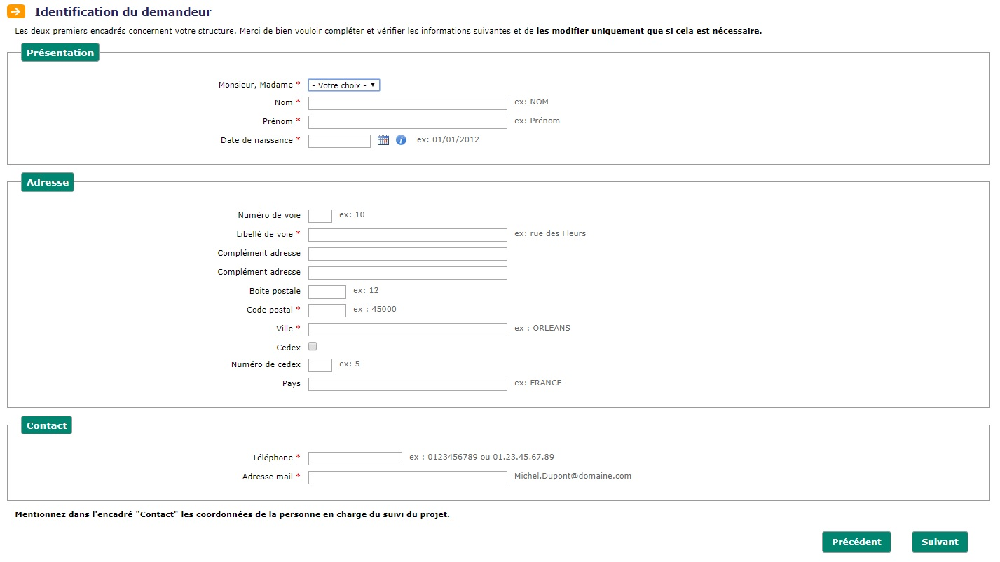 Identification du demandeur
Les deux premiers encadrés concernent votre structure. Merci de bien vouloir compléter et vérifier les informations suivantes et de les modifier uniquement que si cela est nécessaire.
Présentation
Monsieur, Madame * - Votre choix -
Nom * ex: NOM
Prénom * ex: Prénom
Date de naissance * ex: 01/01/2012
Adresse
Numéro de voie ex: 10
Libellé de voie * ex: rue des Fleurs
Complément adresse
Complément adresse
Boite postale ex: 12
Code postal * ex : 45000
Ville * ex : ORLEANS
Cedex
Numéro de cedex ex: 5
Pays ex: FRANCE
Contact
Téléphone * ex : 0123456789 ou 01.23.45.67.89
Adresse mail * Michel.Dupont@domaine.com
Mentionnez dans l'encadré "Contact" les coordonnées de la personne en charge du suivi du projet.
Précédent Suivant